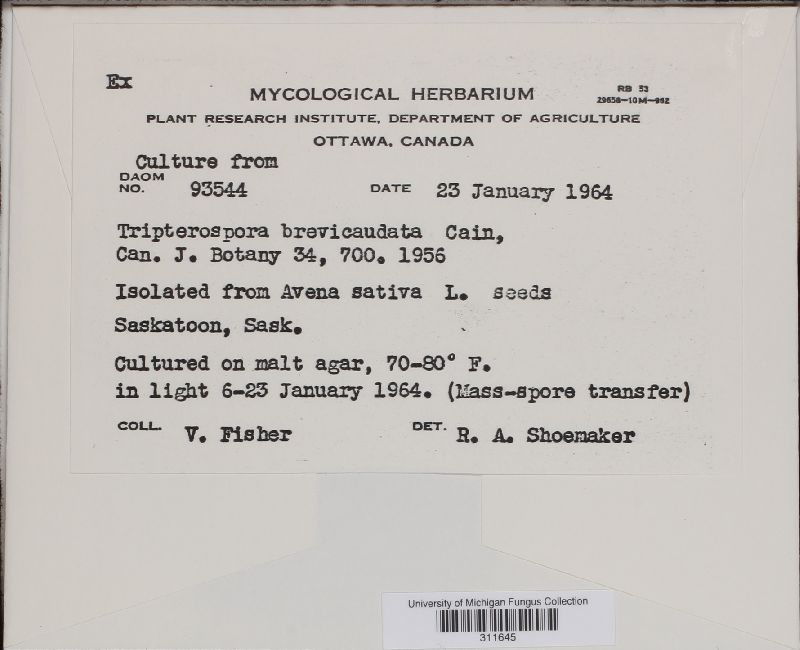 Ex
MYCOLOGICAL HERBARIUM
RB 53
29658-10M-962
PLANT RESEARCH INSTITUTE, DEPARTMENT OF AGRICULTURE
OTTAWA, CANADA
Culture from
DAOM NO. 93544 DATE 23 January 1964
Tripterospora brevicaudata Cain,
Can. J. Botany 34, 700. 1956
Isolated from Avena sativa L. seeds
Saskatoon, Sask.
Cultured on malt agar, 70-80° F.
in light 6-23 January 1964. (Mass-spore transfer)
COLL. V. Fisher DET. R. A. Shoemaker
University of Michigan Fungus Collection
311645